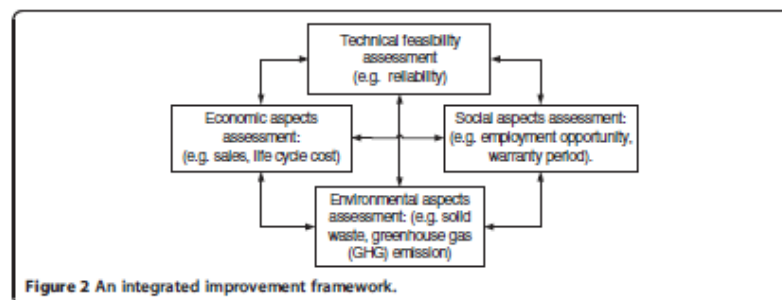 Technical feasibility
assessment
(e.g. reliability)
Economic aspects
assessment:
(e.g. sales, life cycle cost)
Social aspects assessment:
(e.g. employment opportunity,
warranty period).
Environmental aspects
assessment: (e.g. solid
waste, greenhouse gas
(GHG) emission)
Figure 2 An integrated improvement framework.